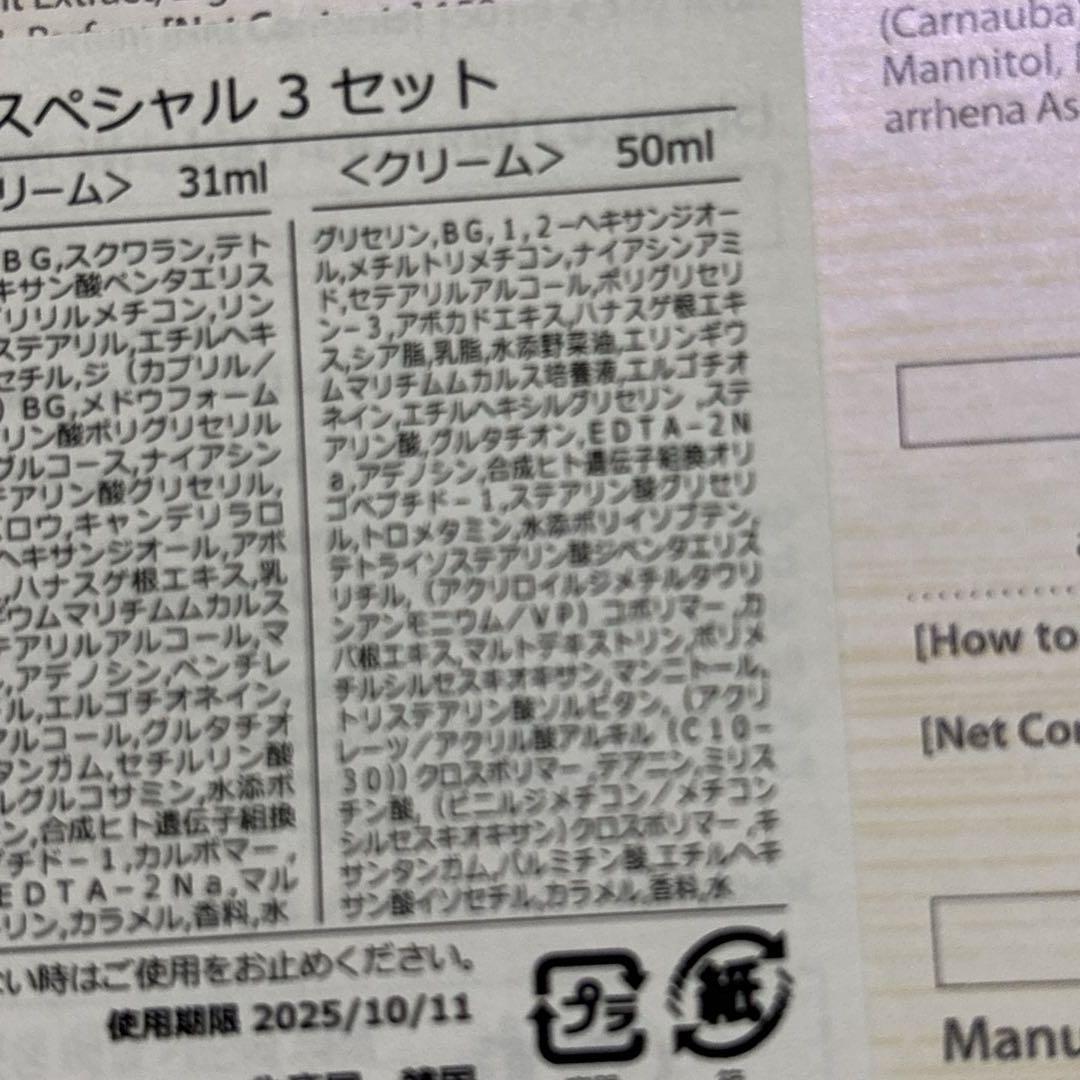 スペシャル 3 セット
リーム> 31ml
BG,スクワラン,テト
キサン酸ペンタエリス
リリルメチコン,リン
ステアリル,エチルヘキ
セチル,ジ (カプリル/
) BG,メドウフォーム
リン酸ポリグリセリル
グルコース,ナイアシン
テアリン酸グリセリル,
ロウ,キャンデリラロ
ヘキサンジオール,アボ
,ハナスゲ根エキス,乳
ウムマリチムムカルス
テアリルアルコール,マ
,アデノシン,ペンチレ
ル,エルゴチオネイン,
アルコール,グルタチオ
タンガム,セチルリン酸
ルグルコサミン,水添ポ
ン,合成ヒト遺伝子組換
チド-1,カルボマー,
EDTA-2Na,マル
リン,カラメル,香料,水
<クリーム> 50ml
グリセリン,BG,1,2-ヘキサンジオー
ル,メチルトリメチコン,ナイアシンアミ
ド,セテアリルアルコール,ポリグリセリ
ン-3,アボカドエキス,ハナスゲ根エキ
ス,シア脂,乳脂,水添野菜油,エリンギウ
ムマリチムムカルス培養液,エルゴチオ
ネイン,エチルヘキシルグリセリン,ステ
アリン酸,グルタチオン,EDTA-2N
a,アデノシン,合成ヒト遺伝子組換オリ
ゴペプチド-1,ステアリン酸グリセリ
ル,トロメタミン,水添ポリイソブテン,
テトライソステアリン酸ジペンタエリス
リチル, (アクリロイルジメチルタウリ
ンアンモニウム/VP) コポリマー,カ
バ根エキス,マルトデキストリン,ポリメ
チルシルセスキオキサン,マンニトール,
トリステアリン酸ソルビタン, (アクリ
レーツ/アクリル酸アルキル (C10-
30)) クロスポリマー,テアニン,ミリス
チン酸, (ビニルジメチコン/メチコン
シルセスキオキサン) クロスポリマー,キ
サンタンガム,パルミチン酸,エチルヘキ
サン酸イソセチル,カラメル,香料,水
い時はご使用をお止めください。
使用期限 2025/10/11
プラ
紙
(Carnauba)
Mannitol,
arrhena As
[How to
[Net Con
Manu